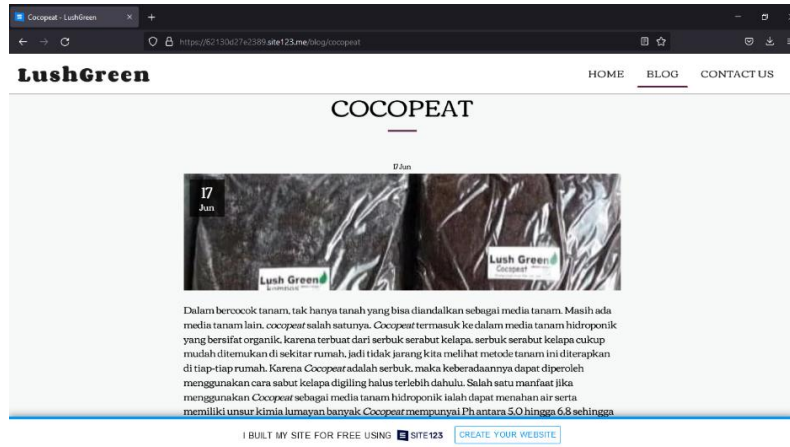 Cocopeat - LushGreen
https://62130d27e2389.site123.me/blog/cocopeat
LushGreen
HOME BLOG CONTACT US
COCOPEAT
17 Jun
17
Jun
Lush Green
Lush Green
Cocopeat
Dalam bercocok tanam, tak hanya tanah yang bisa diandalkan sebagai media tanam. Masih ada
media tanam lain, cocopeat salah satunya. Cocopeat termasuk ke dalam media tanam hidroponik
yang bersifat organik, karena terbuat dari serbuk serabut kelapa. serbuk serabut kelapa cukup
mudah ditemukan di sekitar rumah, jadi tidak jarang kita melihat metode tanam ini diterapkan
di tiap-tiap rumah. Karena Cocopeat adalah serbuk, maka keberadaannya dapat diperoleh
menggunakan cara sabut kelapa digiling halus terlebih dahulu. Salah satu manfaat jika
menggunakan Cocopeat sebagai media tanam hidroponik ialah dapat menahan air serta
memiliki unsur kimia lumayan banyak Cocopeat mempunyai Ph antara 5,0 hingga 6,8 sehingga
I BUILT MY SITE FOR FREE USING SITE123 CREATE YOUR WEBSITE